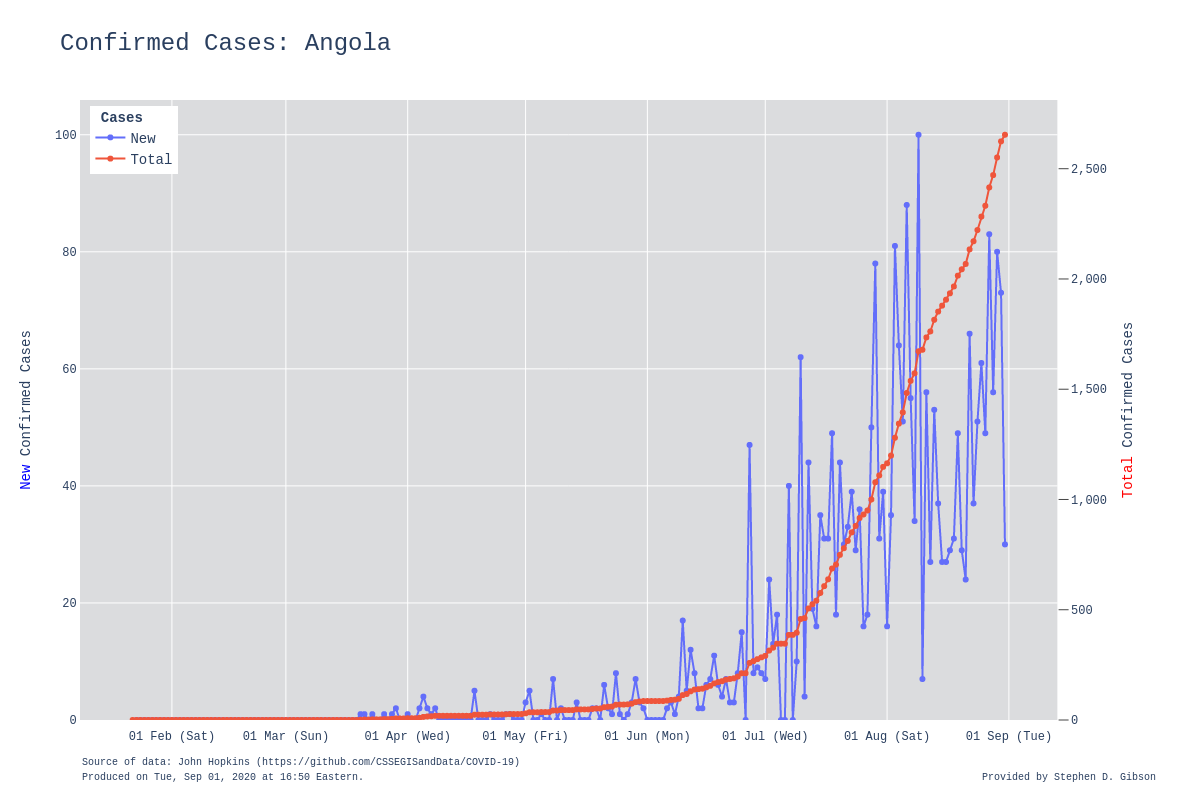 Confirmed Cases: Angola
Cases
New
Total
100
80
60
40
20
0
2,500
2,000
1,500
1,000
500
0
New Confirmed Cases
Total Confirmed Cases
01 Feb (Sat)
01 Mar (Sun)
01 Apr (Wed)
01 May (Fri)
01 Jun (Mon)
01 Jul (Wed)
01 Aug (Sat)
01 Sep (Tue)
Source of data: John Hopkins (https://github.com/CSSEGISandData/COVID-19)
Produced on Tue, Sep 01, 2020 at 16:50 Eastern.
Provided by Stephen D. Gibson